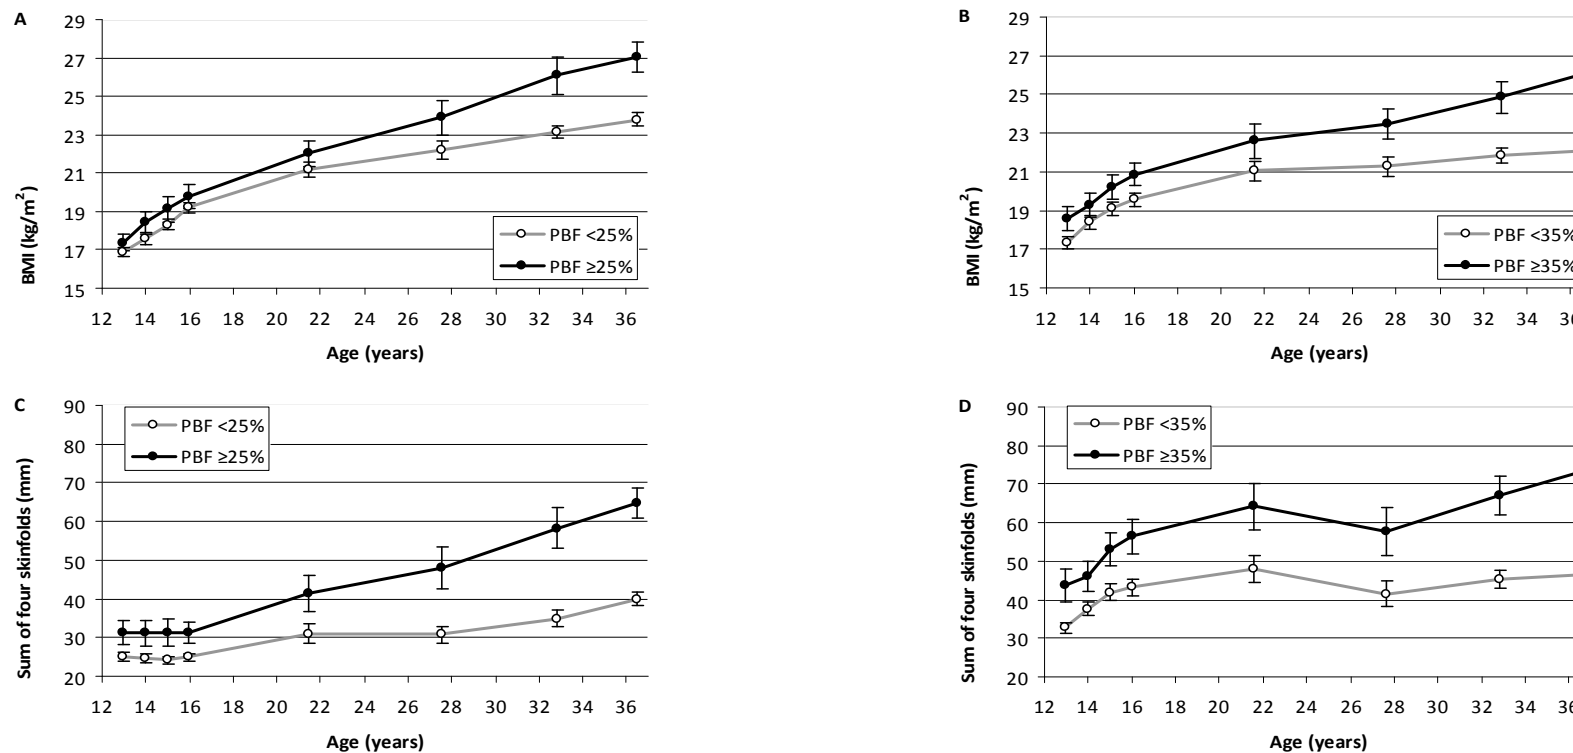 A
29
27
25
23
21
19
17
15
BMI (kg/m²)
PBF <25%
PBF ≥25%
12 14 16 18 20 22 24 26 28 30 32 34 36
Age (years)
B
29
27
25
23
21
19
17
15
BMI (kg/m²)
PBF <35%
PBF ≥35%
12 14 16 18 20 22 24 26 28 30 32 34 36
Age (years)
C
90
80
70
60
50
40
30
20
Sum of four skinfolds (mm)
PBF <25%
PBF ≥25%
12 14 16 18 20 22 24 26 28 30 32 34 36
Age (years)
D
90
80
70
60
50
40
30
20
Sum of four skinfolds (mm)
PBF <35%
PBF ≥35%
12 14 16 18 20 22 24 26 28 30 32 34 36
Age (years)